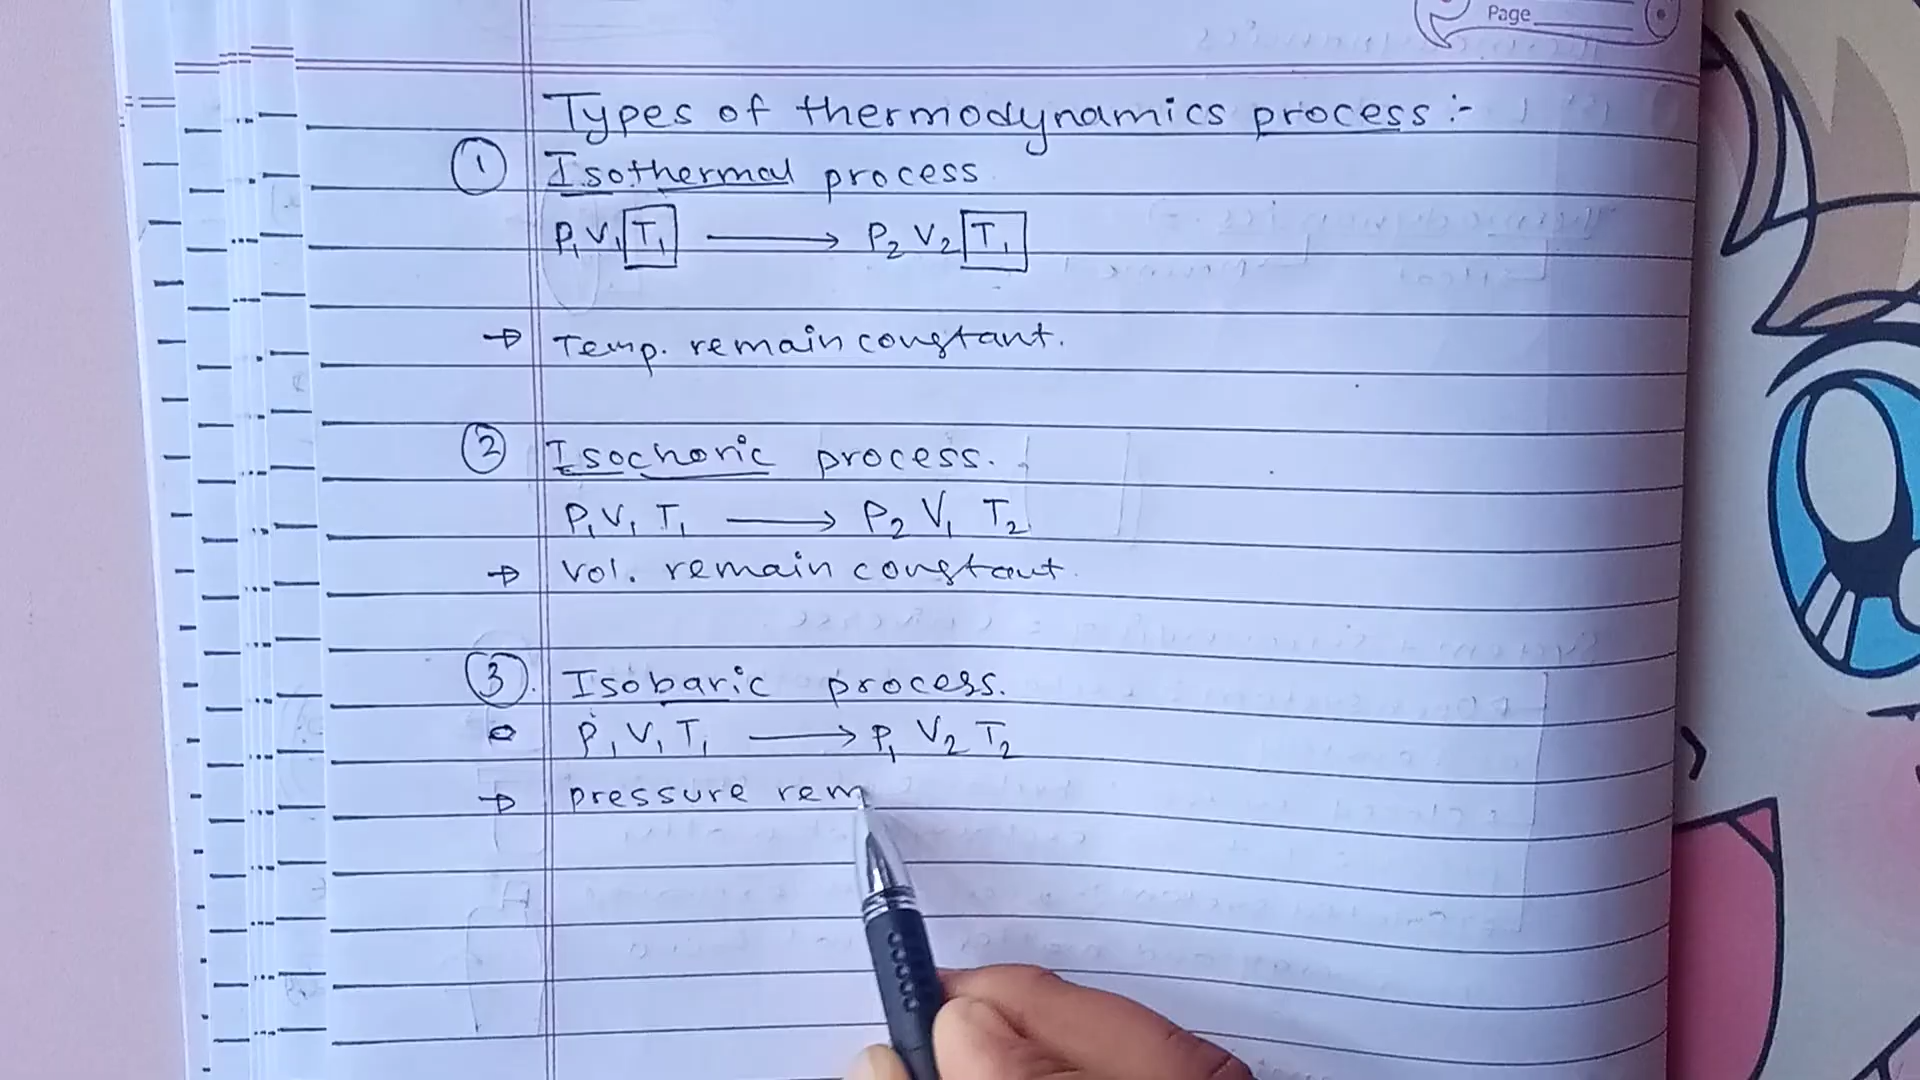 Page
Types of thermodynamics process :-
① Isothermal process
P₁ V₁ T₁ ⟶ P₂ V₂ T₁
→ Temp. remain constant.
② Isochoric process.
P₁ V₁ T₁ ⟶ P₂ V₁ T₂
→ Vol. remain constant.
③. Isobaric process.
P₁ V₁ T₁ ⟶ P₁ V₂ T₂
→ pressure rem